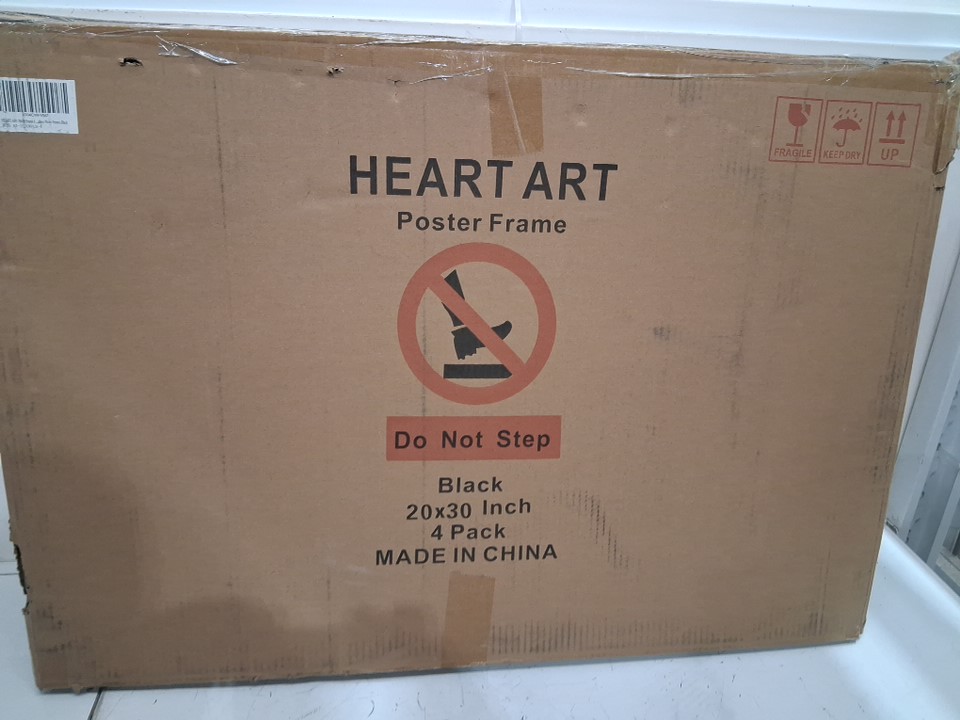 HEART ART
Poster Frame
FRAGILE
KEEP DRY
UP
Do Not Step
Black
20x30 Inch
4 Pack
MADE IN CHINA